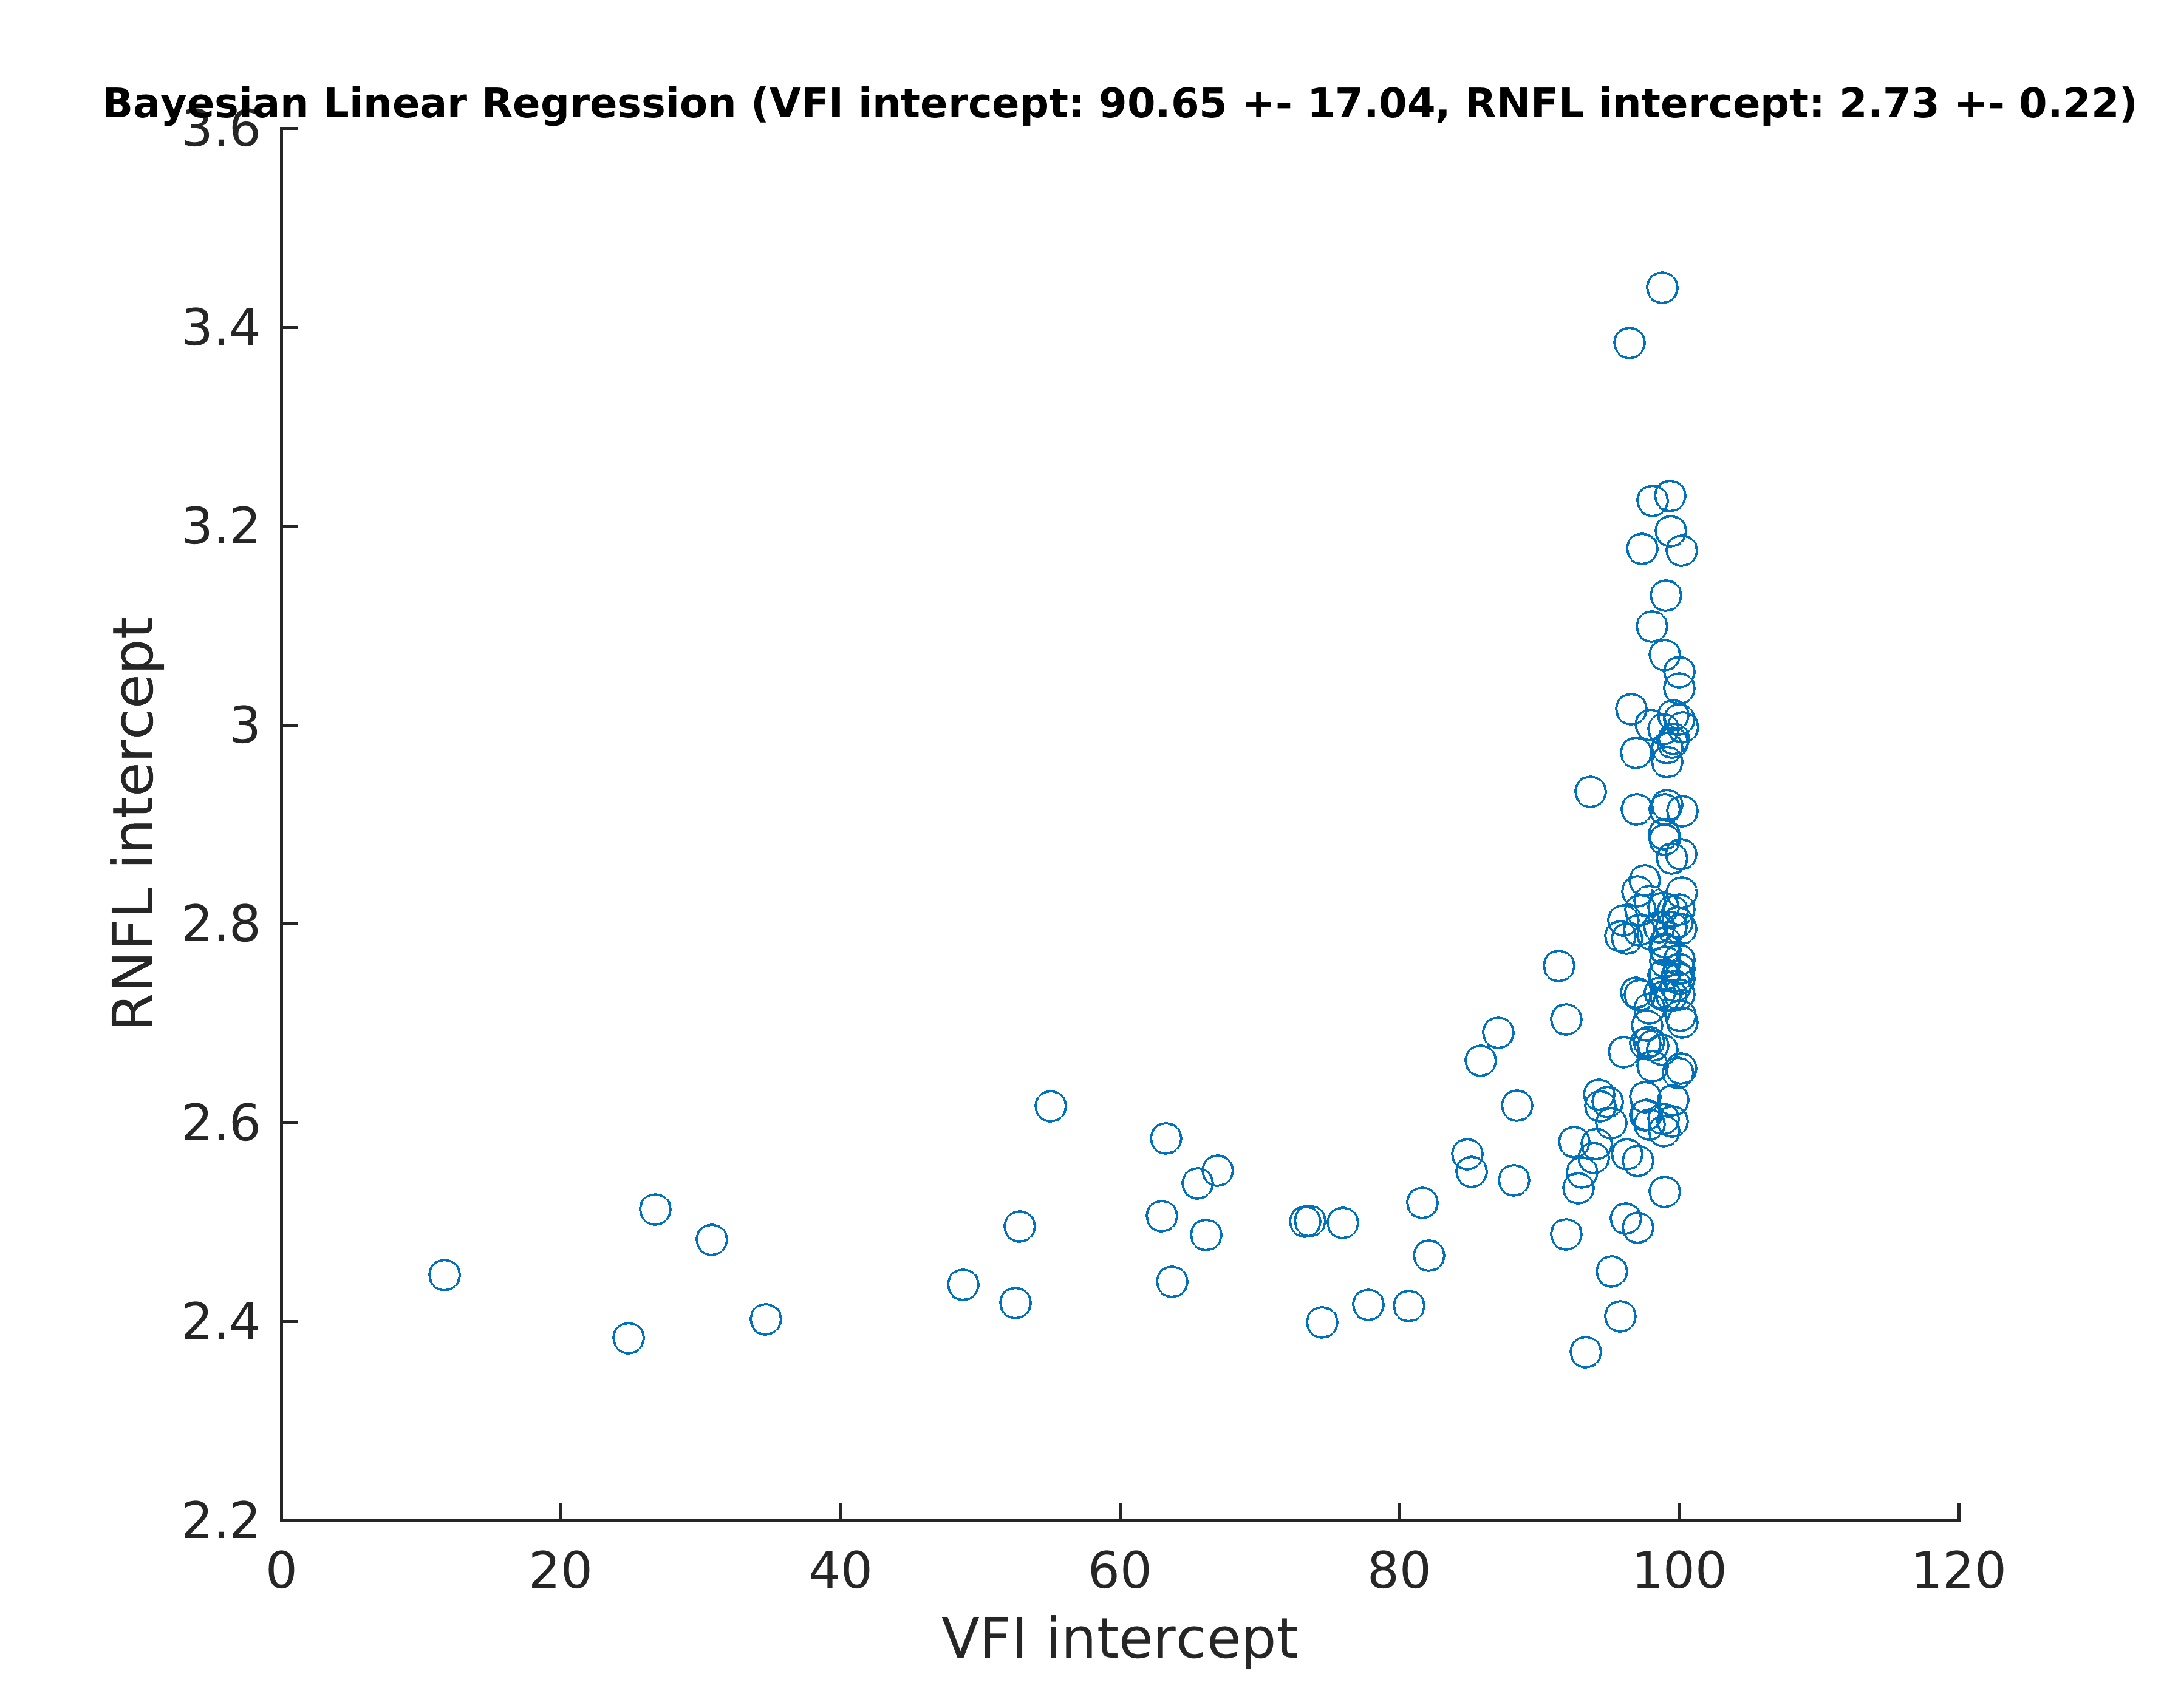 Bayesian Linear Regression (VFI intercept: 90.65 +- 17.04, RNFL intercept: 2.73 +- 0.22)
3.6
3.4
3.2
3
2.8
2.6
2.4
2.2
RNFL intercept
0 20 40 60 80 100 120
VFI intercept